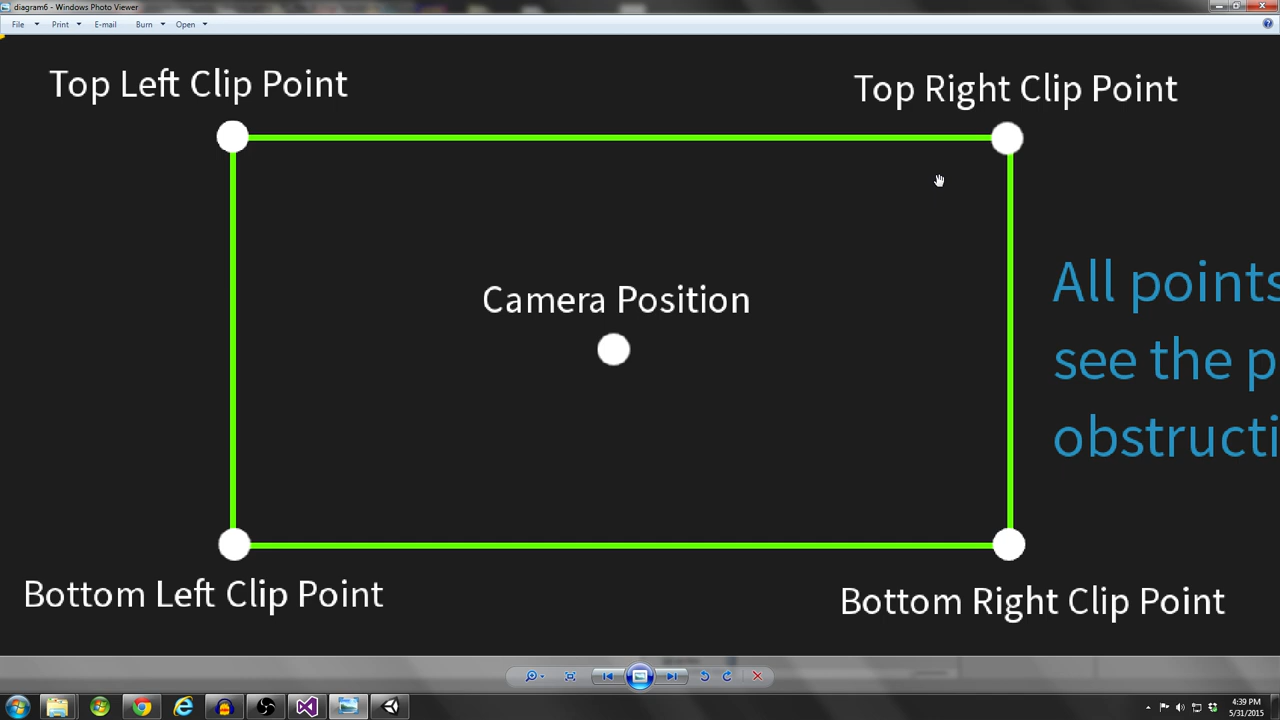 diagram6 - Windows Photo Viewer
File Print E-mail Burn Open
Top Left Clip Point
Top Right Clip Point
Camera Position
All points
see the p
obstructi
Bottom Left Clip Point
Bottom Right Clip Point
4:39 PM
5/31/2015